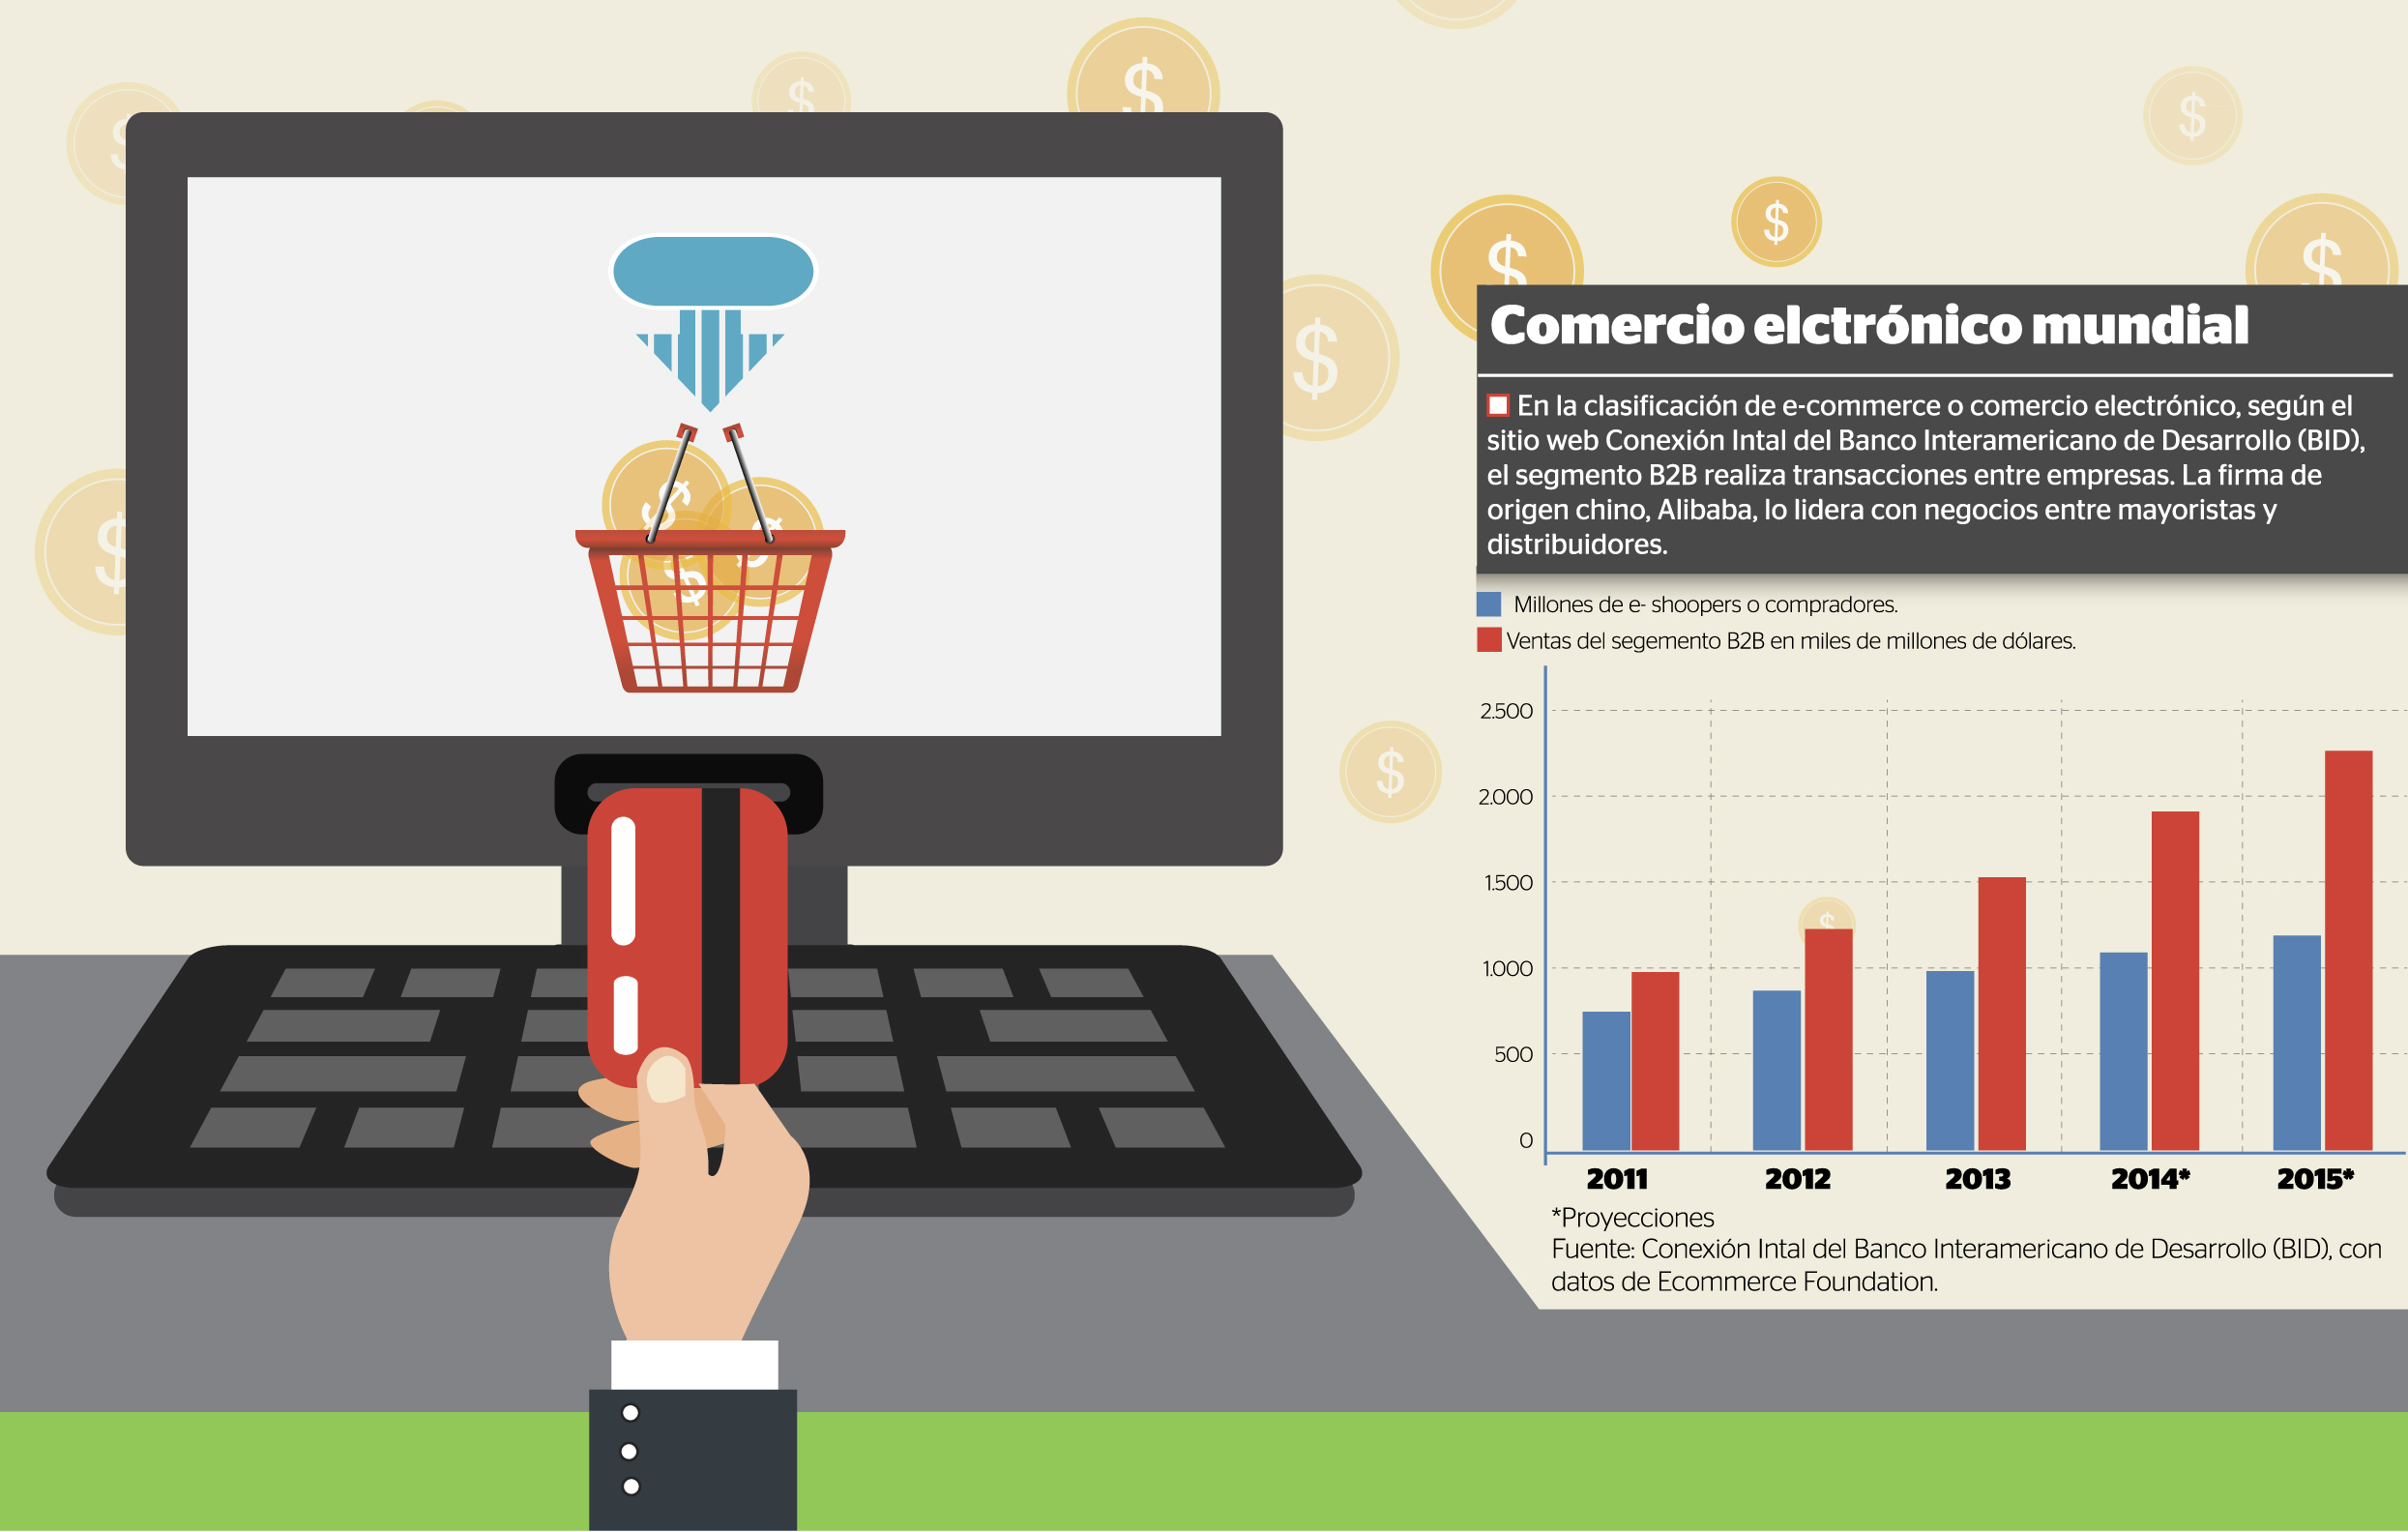 Comercio elctrónico mundial
En la clasificación de e-commerce o comercio electrónico, según el
sitio web Conexión Intal del Banco Interamericano de Desarrollo (BID),
el segmento B2B realiza transacciones entre empresas. La firma de
origen chino, Alibaba, lo lidera con negocios entre mayoristas y
distribuidores.
Millones de e- shoopers o compradores.
Ventas del segemento B2B en miles de millones de dólares.
2.500
2.000
1.500
1.000
500
0
2011 2012 2013 2014* 2015*
*Proyecciones
Fuente: Conexión Intal del Banco Interamericano de Desarrollo (BID), con
datos de Ecommerce Foundation.